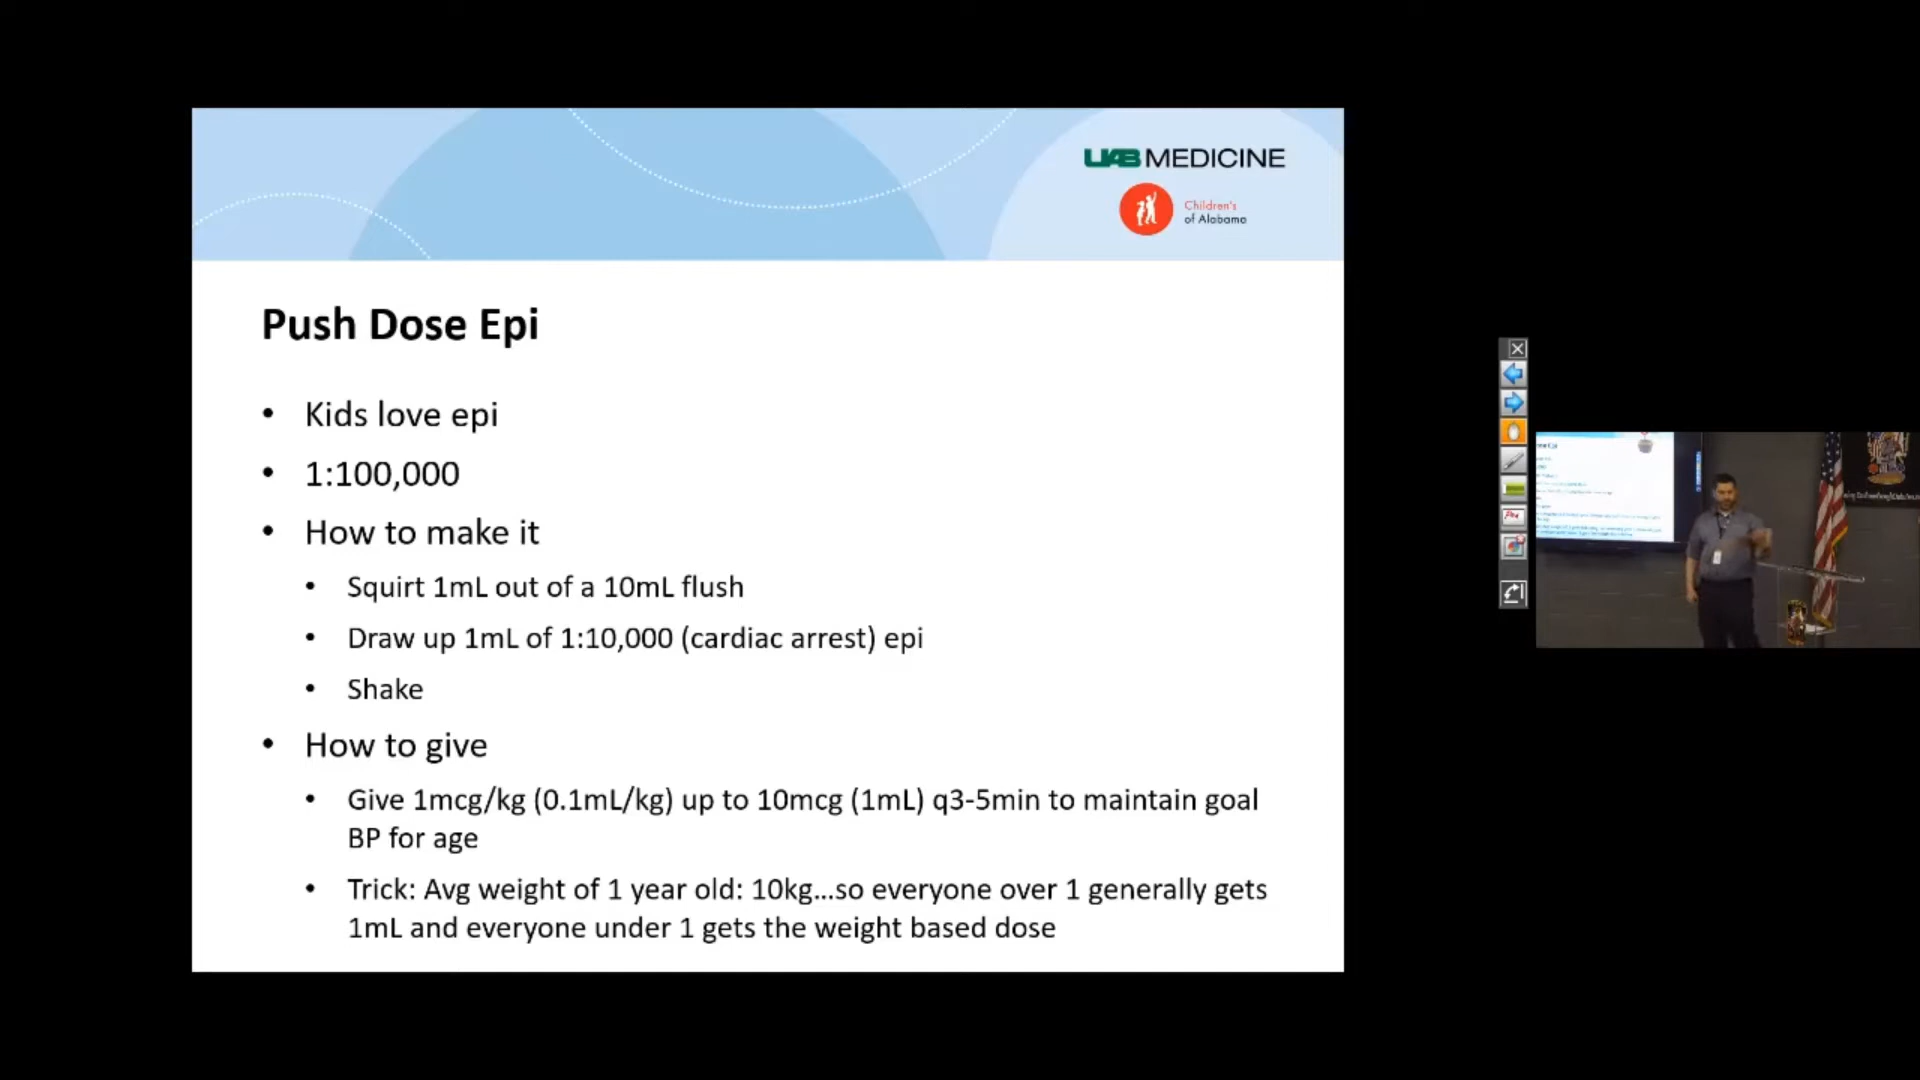 UAB MEDICINE
Children's
of Alabama
Push Dose Epi
• Kids love epi
• 1:100,000
• How to make it
• Squirt 1mL out of a 10mL flush
• Draw up 1mL of 1:10,000 (cardiac arrest) epi
• Shake
• How to give
• Give 1mcg/kg (0.1mL/kg) up to 10mcg (1mL) q3-5min to maintain goal
BP for age
• Trick: Avg weight of 1 year old: 10kg...so everyone over 1 generally gets
1mL and everyone under 1 gets the weight based dose